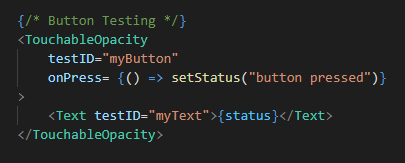 {/* Button Testing */}
<TouchableOpacity
    testID="myButton"
    onPress= {() => setStatus("button pressed")}
>
    <Text testID="myText">{status}</Text>
</TouchableOpacity>